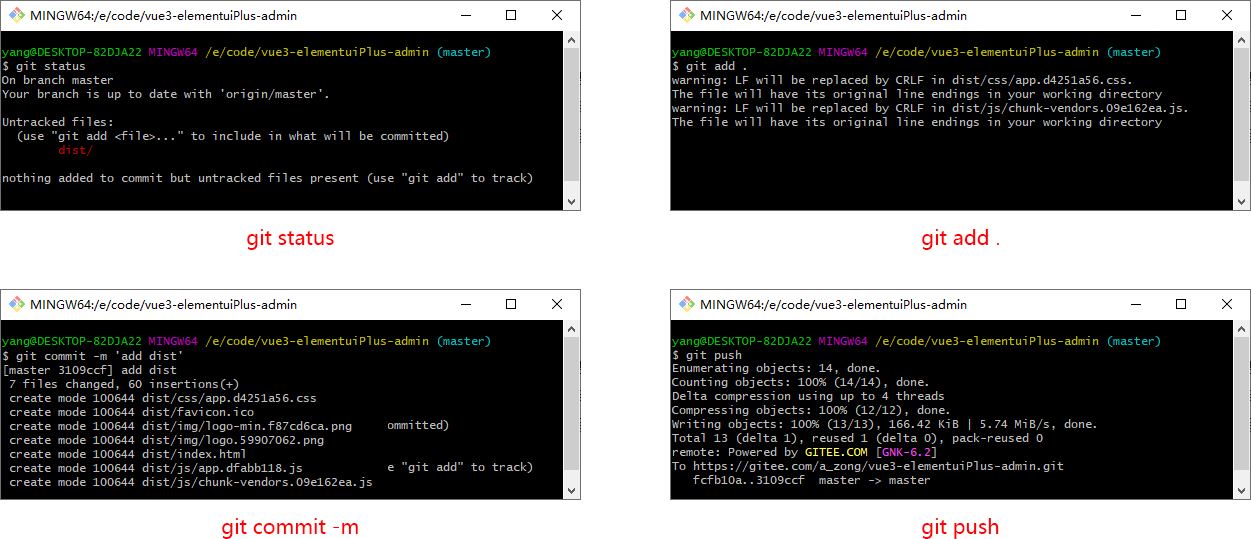 MINGW64:/e/code/vue3-elementuiPlus-admin
yang@DESKTOP-82DJA22 MINGW64 /e/code/vue3-elementuiPlus-admin (master)
$ git status
On branch master
Your branch is up to date with 'origin/master'.
Untracked files:
(use "git add <file>..." to include in what will be committed)
dist/
nothing added to commit but untracked files present (use "git add" to track)
git status
MINGW64:/e/code/vue3-elementuiPlus-admin
yang@DESKTOP-82DJA22 MINGW64 /e/code/vue3-elementuiPlus-admin (master)
$ git add .
warning: LF will be replaced by CRLF in dist/css/app.d4251a56.css.
The file will have its original line endings in your working directory
warning: LF will be replaced by CRLF in dist/js/chunk-vendors.09e162ea.js.
The file will have its original line endings in your working directory
git add .
MINGW64:/e/code/vue3-elementuiPlus-admin
yang@DESKTOP-82DJA22 MINGW64 /e/code/vue3-elementuiPlus-admin (master)
$ git commit -m 'add dist'
[master 3109ccf] add dist
7 files changed, 60 insertions(+)
create mode 100644 dist/css/app.d4251a56.css
create mode 100644 dist/favicon.ico
create mode 100644 dist/img/logo-min.f87cd6ca.png ommitted)
create mode 100644 dist/img/logo.59907062.png
create mode 100644 dist/index.html
create mode 100644 dist/js/app.dfabb118.js e "git add" to track)
create mode 100644 dist/js/chunk-vendors.09e162ea.js
git commit -m
MINGW64:/e/code/vue3-elementuiPlus-admin
yang@DESKTOP-82DJA22 MINGW64 /e/code/vue3-elementuiPlus-admin (master)
$ git push
Enumerating objects: 14, done.
Counting objects: 100% (14/14), done.
Delta compression using up to 4 threads
Compressing objects: 100% (12/12), done.
Writing objects: 100% (13/13), 166.42 KiB | 5.74 MiB/s, done.
Total 13 (delta 1), reused 1 (delta 0), pack-reused 0
remote: Powered by GITEE.COM [GNK-6.2]
To https://gitee.com/a_zong/vue3-elementuiPlus-admin.git
fcfb10a..3109ccf master -> master
git push